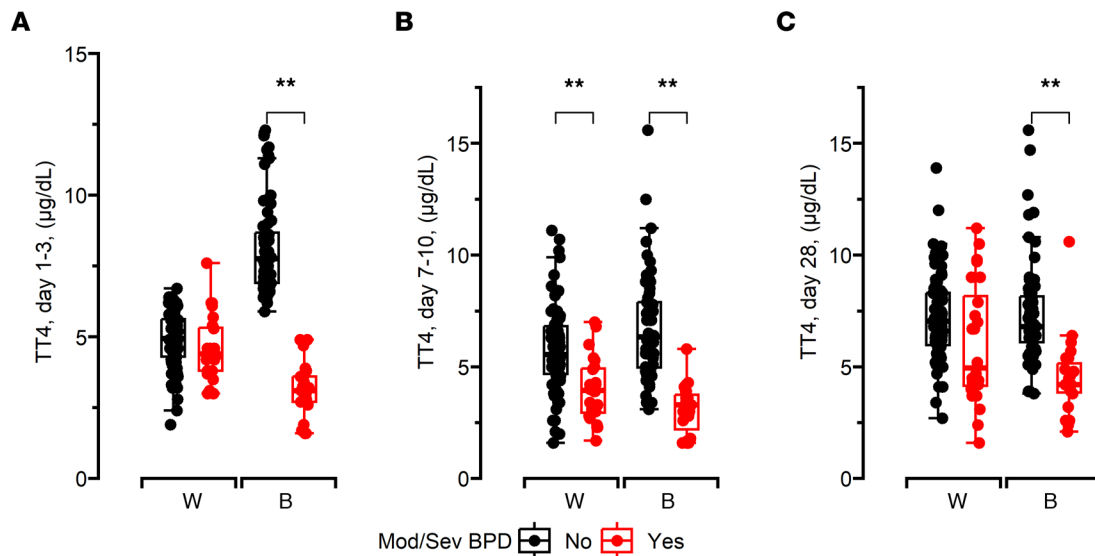 A
B
C
TT4, day 1-3, (µg/dL)
15
10
5
0
**
W
B
TT4, day 7-10, (µg/dL)
15
10
5
0
**
**
W
B
TT4, day 28, (µg/dL)
15
10
5
0
**
W
B
Mod/Sev BPD No Yes